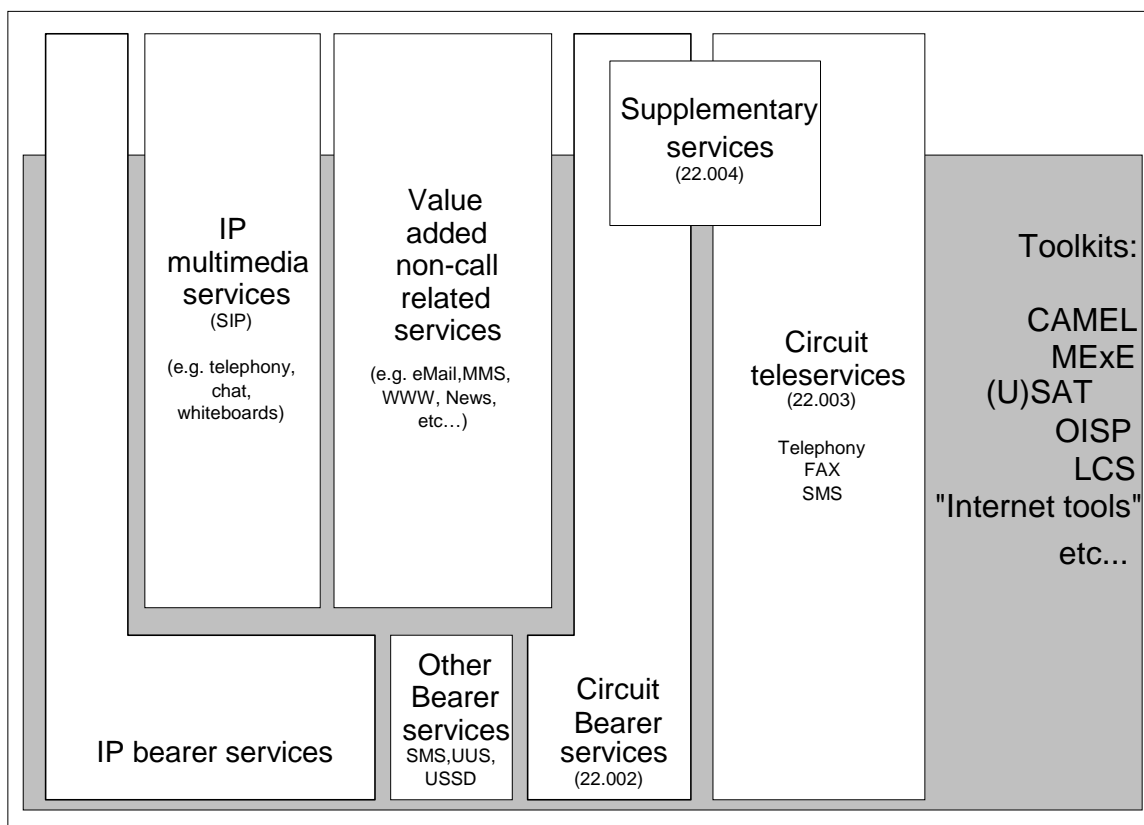 Supplementary
services
(22.004)
IP
multimedia
services
(SIP)
(e.g. telephony,
chat,
whiteboards)
Value
added
non-call
related
services
(e.g. eMail,MMS,
WWW, News,
etc…)
Circuit
teleservices
(22.003)
Telephony
FAX
SMS
Toolkits:
CAMEL
MExE
(U)SAT
OISP
LCS
"Internet tools"
etc...
IP bearer services
Other
Bearer
services
SMS,UUS,
USSD
Circuit
Bearer
services
(22.002)